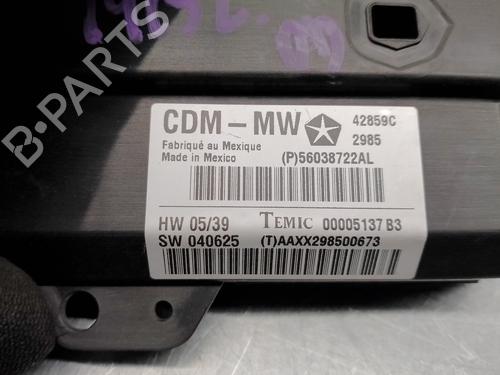 CDM–MW
42859C
2985
Fabriqué au Mexique
Made in Mexico
(P)56038722AL
HW 05/39
TEMIC
00005137 B3
SW 040625
(T)AAXX298500673
B-PARTS